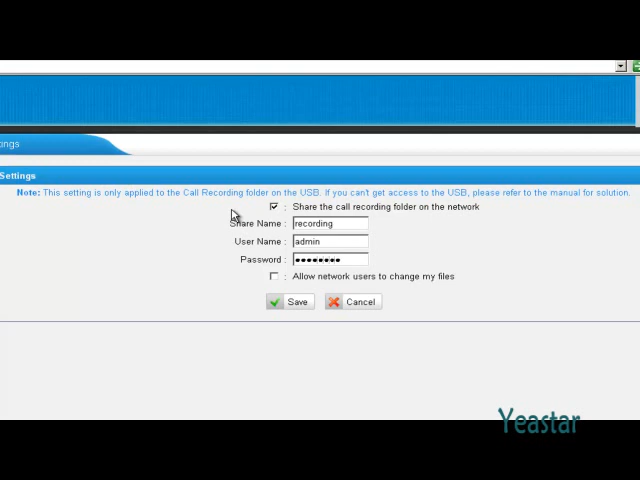 ings
Settings
Note: This setting is only applied to the Call Recording folder on the USB. If you can't get access to the USB, please refer to the manual for solution.
: Share the call recording folder on the network
Share Name : recording
User Name : admin
Password : ••••••••
: Allow network users to change my files
Save Cancel
Yeastar